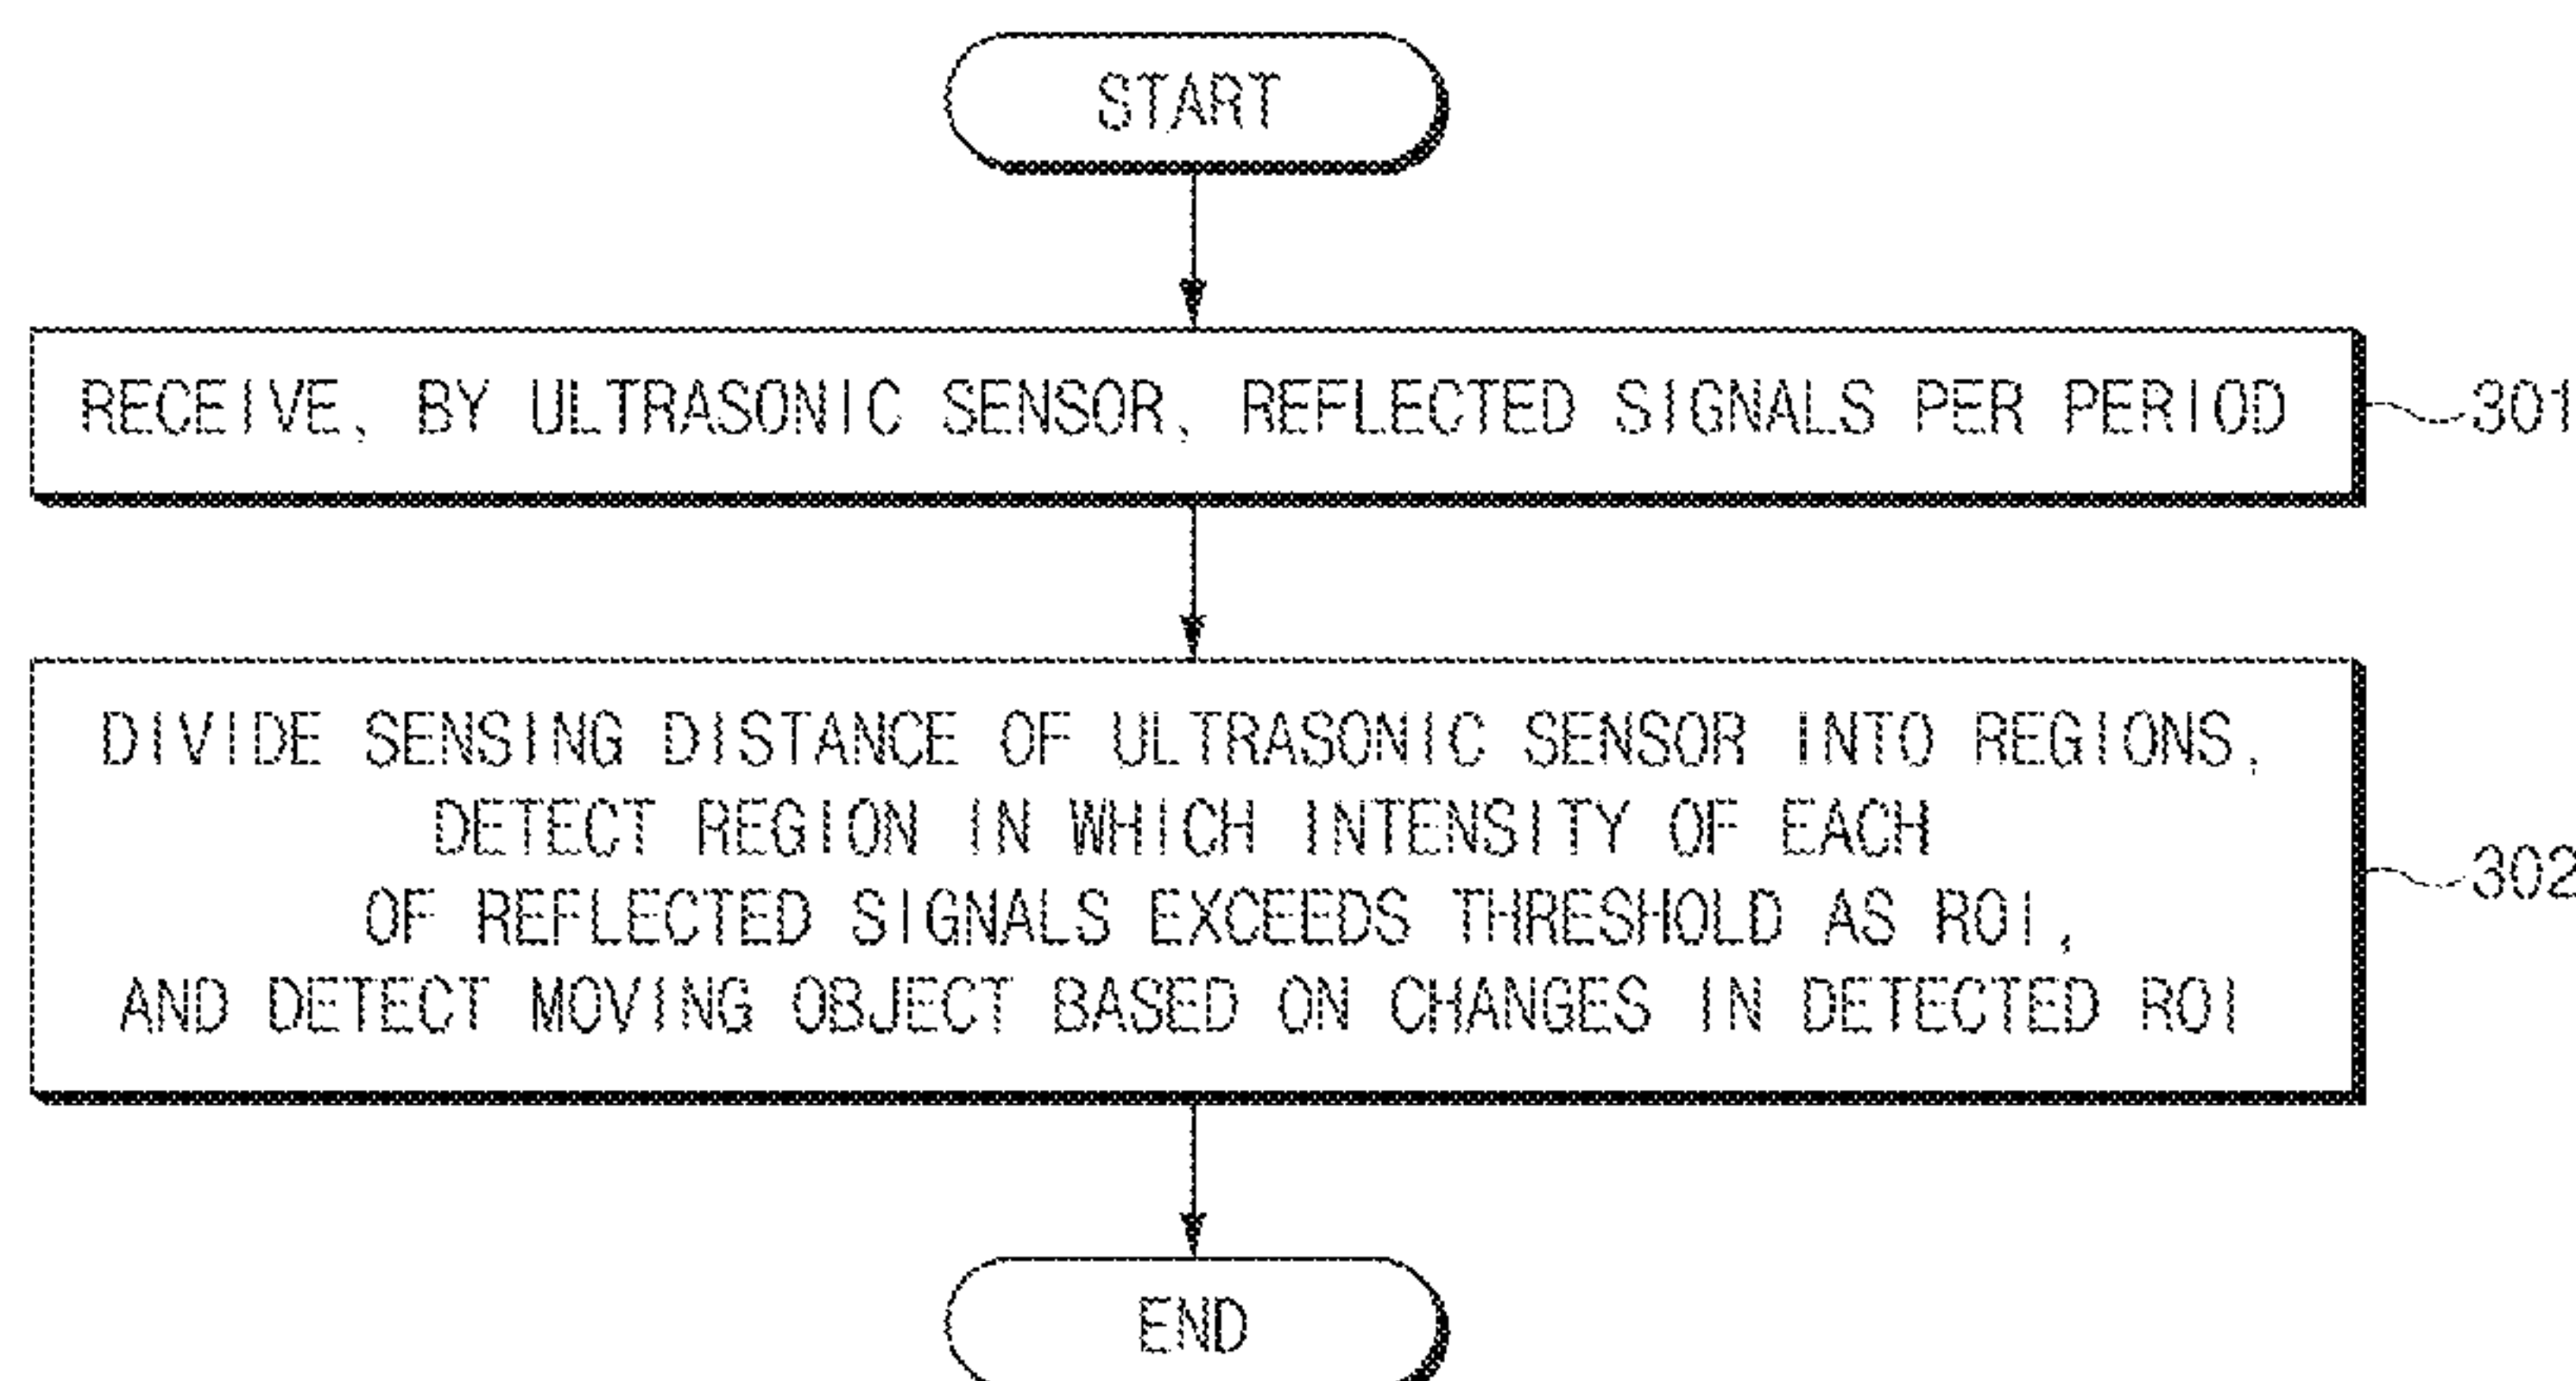 START
RECEIVE, BY ULTRASONIC SENSOR, REFLECTED SIGNALS PER PERIOD
301
DIVIDE SENSING DISTANCE OF ULTRASONIC SENSOR INTO REGIONS,
DETECT REGION IN WHICH INTENSITY OF EACH
OF REFLECTED SIGNALS EXCEEDS THRESHOLD AS ROI,
AND DETECT MOVING OBJECT BASED ON CHANGES IN DETECTED ROI
302
END